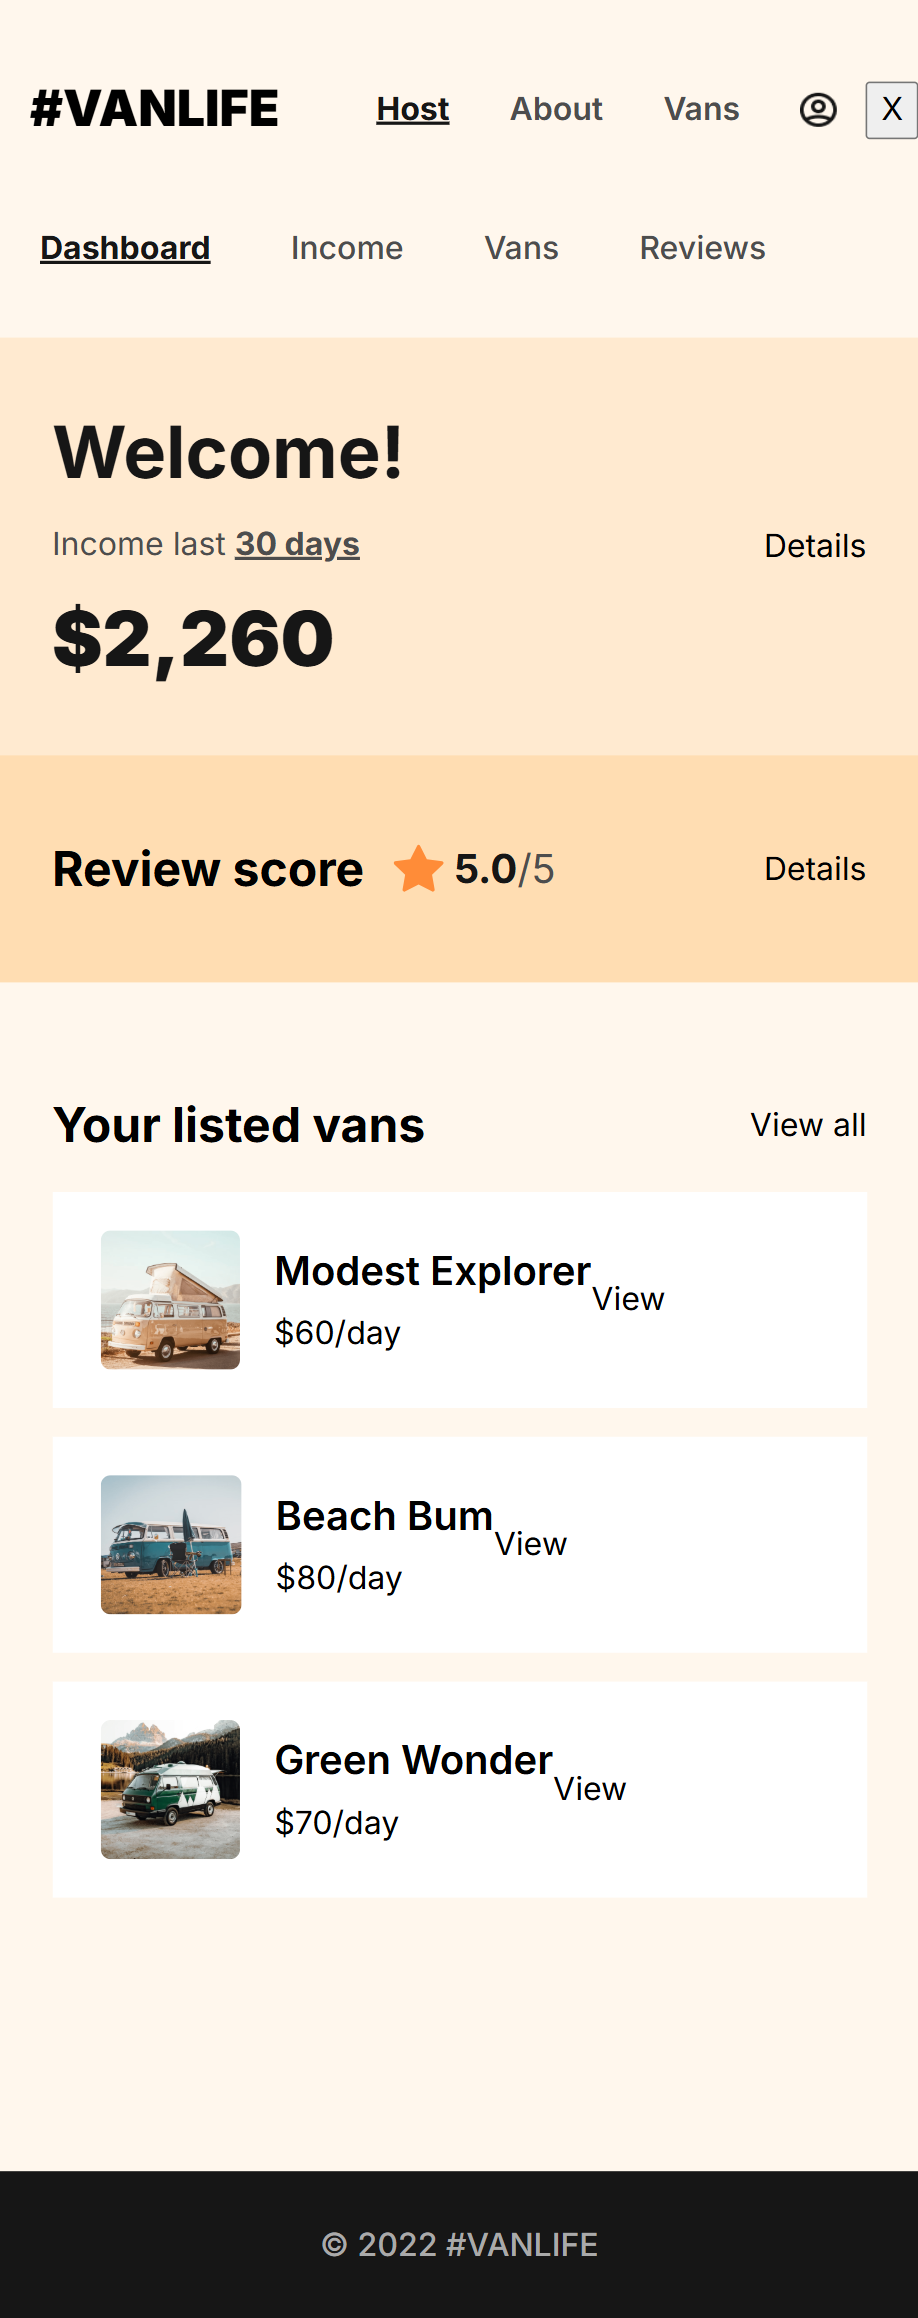 #VANLIFE Host About Vans X
Dashboard Income Vans Reviews
Welcome!
Income last 30 days Details
$2,260
Review score 5.0/5 Details
Your listed vans View all
Modest Explorer
View
$60/day
Beach Bum
View
$80/day
Green Wonder
View
$70/day
© 2022 #VANLIFE